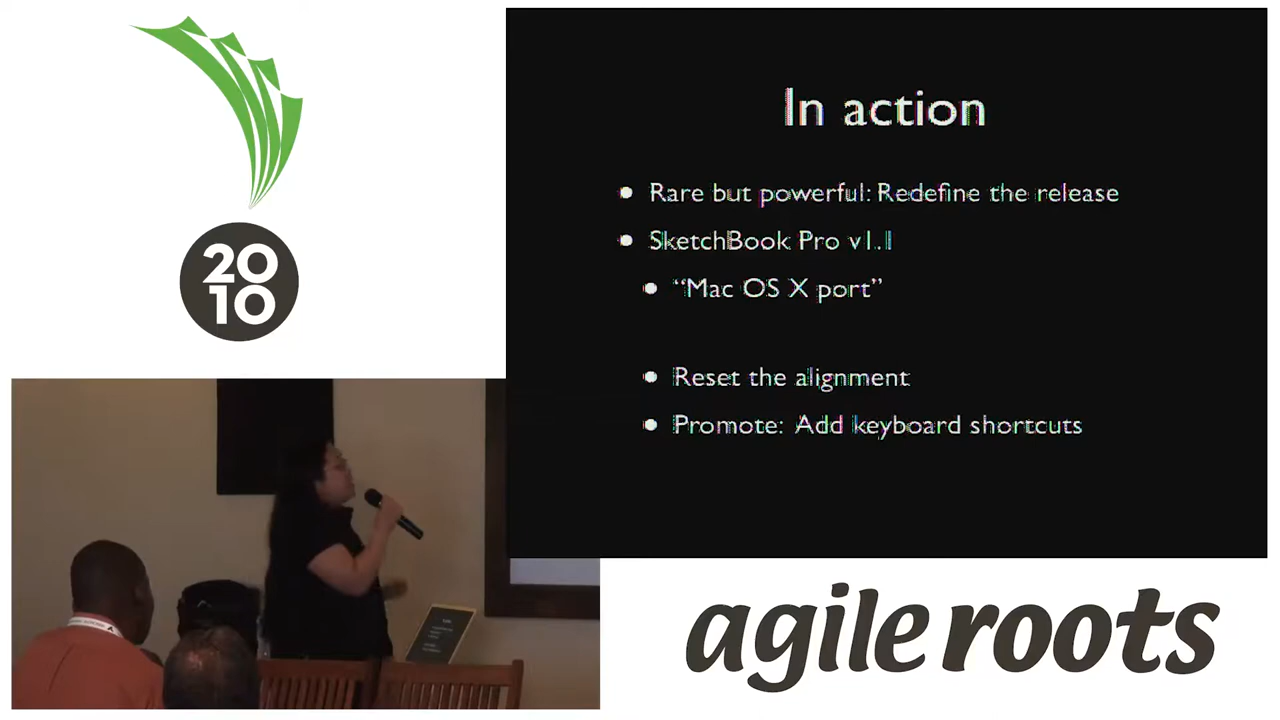 20
10
In action
Rare but powerful: Redefine the release
SketchBook Pro v1.1
“Mac OS X port”
Reset the alignment
Promote: Add keyboard shortcuts
agile roots